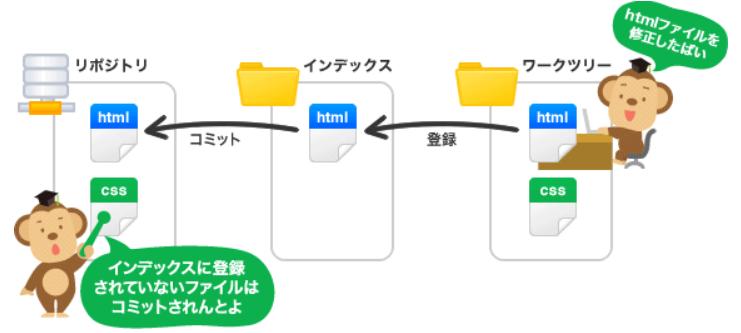 htmlファイルを
修正したばい
リポジトリ
インデックス
ワークツリー
html
html
html
コミット
登録
css
css
インデックスに登録
されていないファイルは
コミットされんとよ